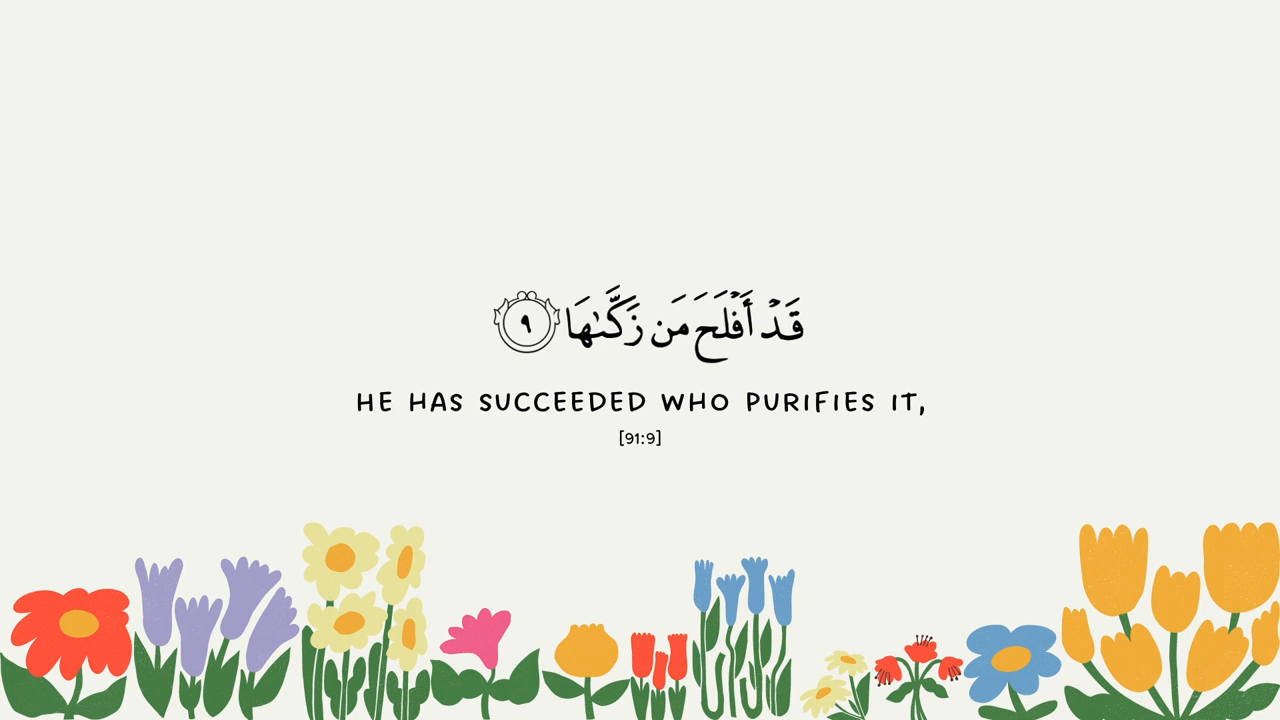 قَدْ أَفْلَحَ مَن زَكَّىٰهَا ٩
HE HAS SUCCEEDED WHO PURIFIES IT,
[91:9]